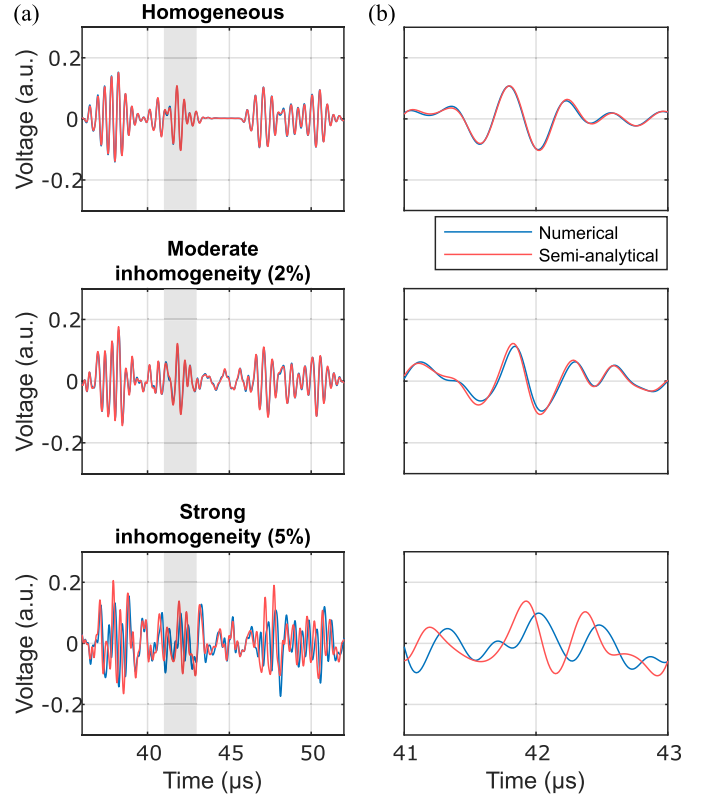 (a)
Homogeneous
(b)
Voltage (a.u.)
0.2
0
-0.2
Numerical
Semi-analytical
Moderate
inhomogeneity (2%)
Voltage (a.u.)
0.2
0
-0.2
Strong
inhomogeneity (5%)
Voltage (a.u.)
0.2
0
-0.2
40 45 50
Time (µs)
41 42 43
Time (µs)